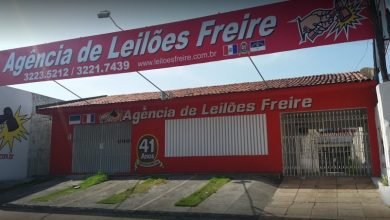 Agência de Leilões Freire
3223.5212 / 3221.7439
www.leiloesfreire.com.br
Agência de Leilões Freire
41
Anos